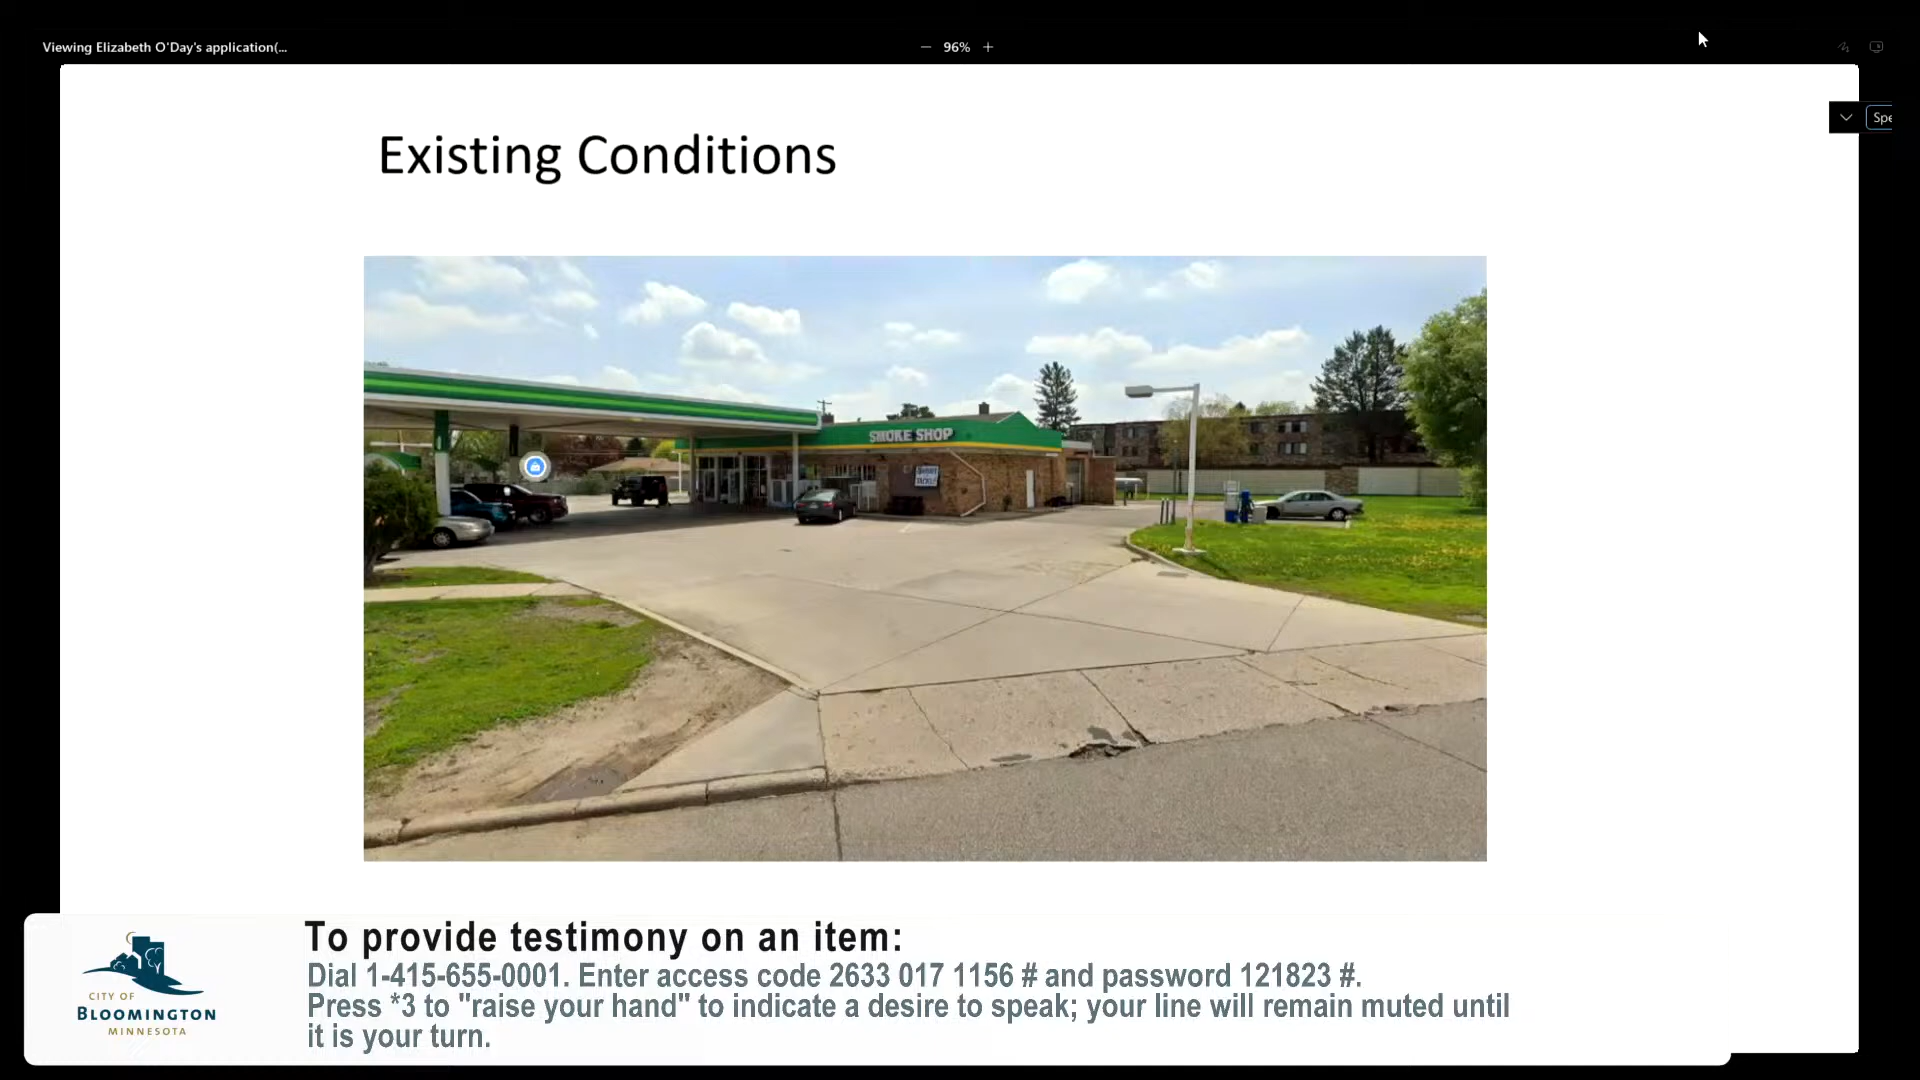 Viewing Elizabeth O'Day's application(...
96%
Spe
Existing Conditions
SMOKE SHOP
To provide testimony on an item:
Dial 1-415-655-0001. Enter access code 2633 017 1156 # and password 121823 #.
Press *3 to "raise your hand" to indicate a desire to speak; your line will remain muted until
it is your turn.
CITY OF
BLOOMINGTON
MINNESOTA